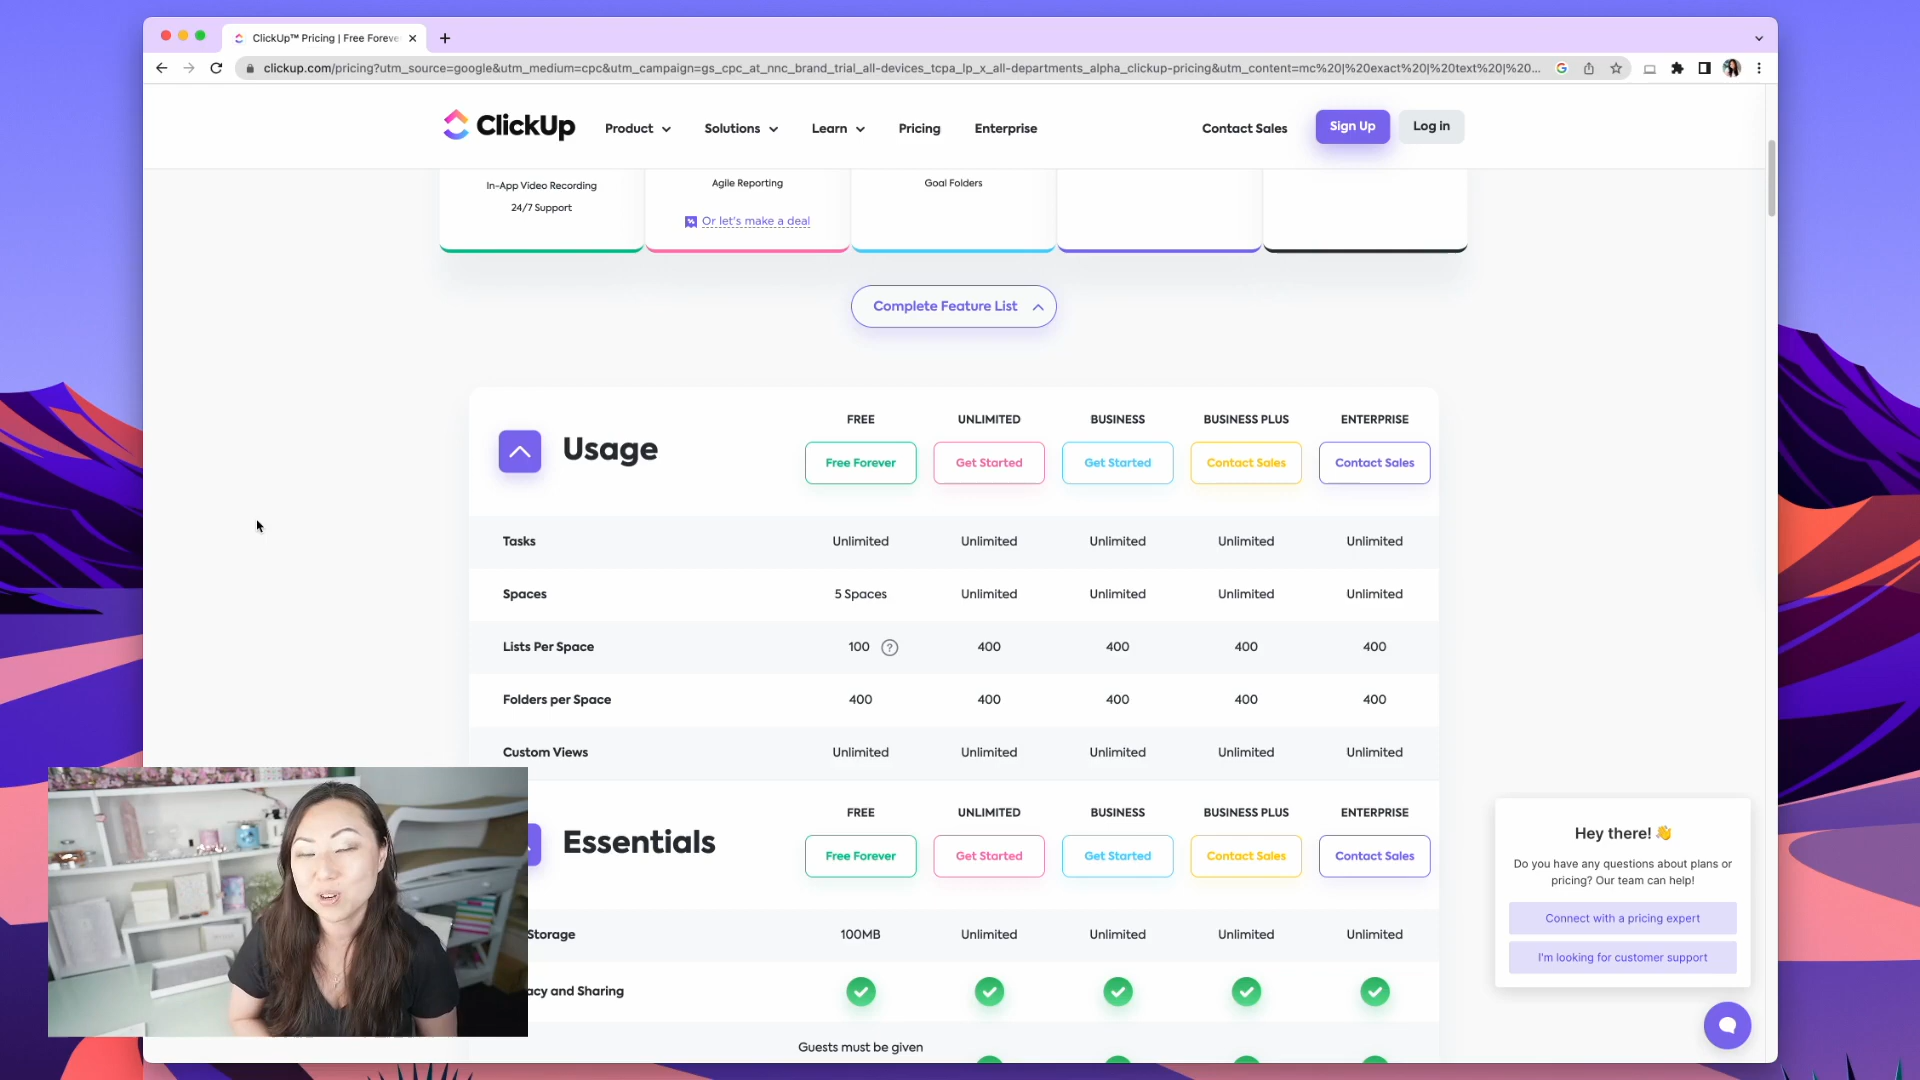 ClickUp™ Pricing | Free Foreve
clickup.com/pricing?utm_source=google&utm_medium=cpc&utm_campaign=gs_cpc_at_nnc_brand_trial_all-devices_tcpa_lp_x_all-departments_alpha_clickup-pricing&utm_content=mc%20|%20exact%20|%20text%20|%20...
ClickUp Product Solutions Learn Pricing Enterprise Contact Sales Sign Up Log in
In-App Video Recording Agile Reporting Goal Folders
24/7 Support
Or let's make a deal
Complete Feature List
FREE UNLIMITED BUSINESS BUSINESS PLUS ENTERPRISE
Usage Free Forever Get Started Get Started Contact Sales Contact Sales
Tasks Unlimited Unlimited Unlimited Unlimited Unlimited
Spaces 5 Spaces Unlimited Unlimited Unlimited Unlimited
Lists Per Space 100 ? 400 400 400 400
Folders per Space 400 400 400 400 400
Custom Views Unlimited Unlimited Unlimited Unlimited Unlimited
FREE UNLIMITED BUSINESS BUSINESS PLUS ENTERPRISE
Essentials Free Forever Get Started Get Started Contact Sales Contact Sales
Storage 100MB Unlimited Unlimited Unlimited Unlimited
acy and Sharing
Guests must be given
Hey there! 👋
Do you have any questions about plans or
pricing? Our team can help!
Connect with a pricing expert
I'm looking for customer support